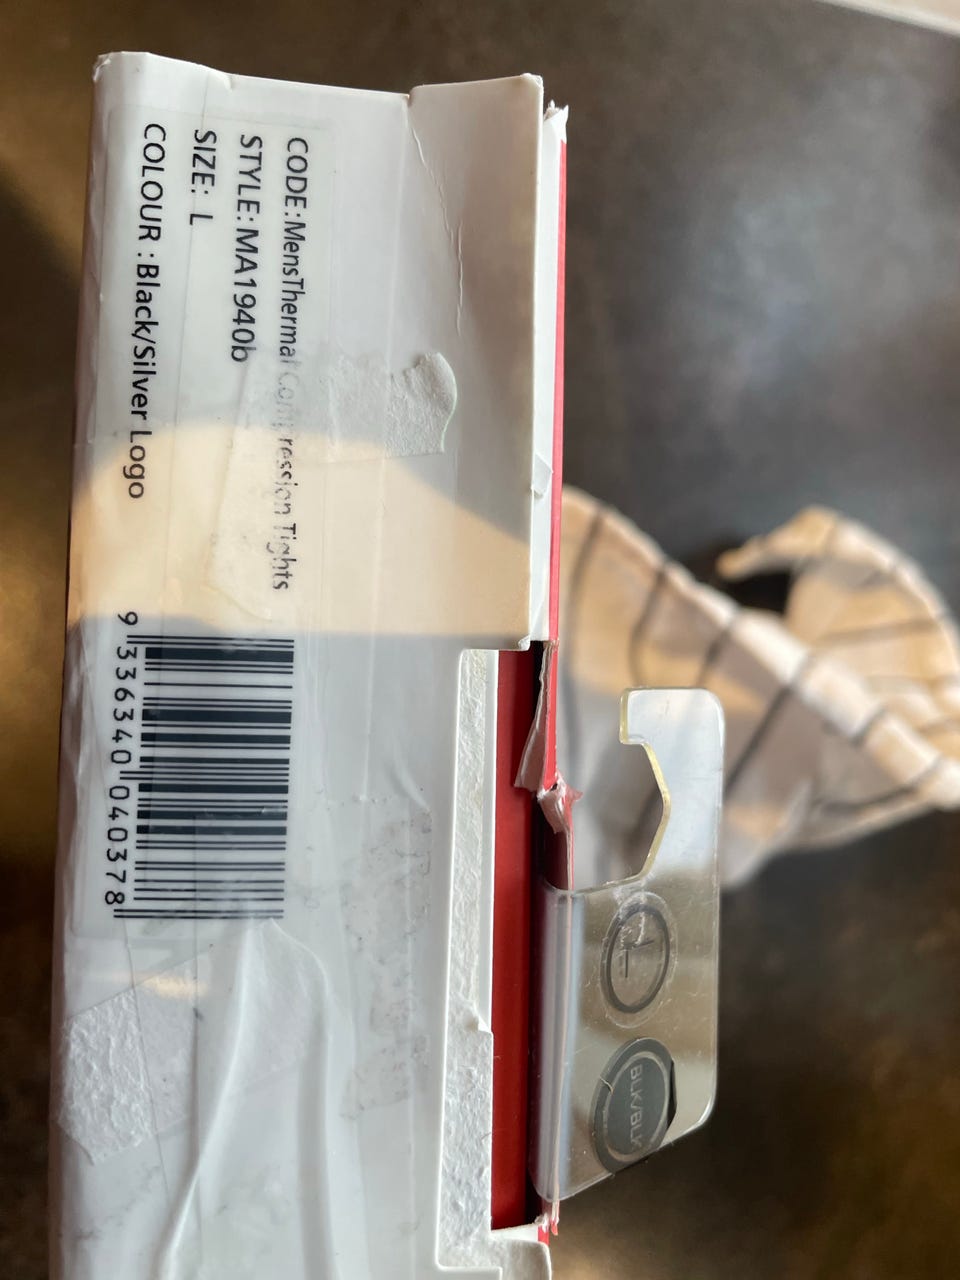 CODE:MensThermal Compression Tights
STYLE:MA1940b
SIZE: L
COLOUR :Black/Silver Logo
9 336340 040378
L
BLK/BLK